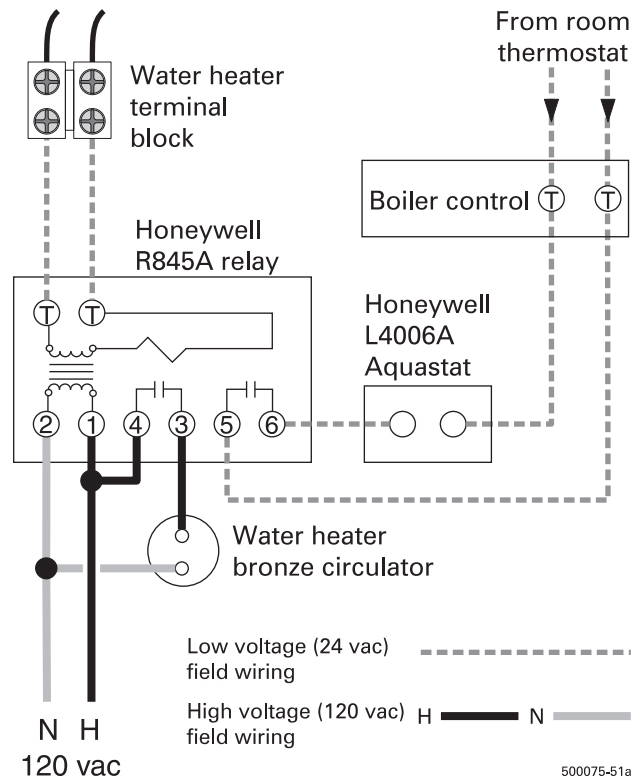 From room
thermostat
Water heater
terminal
block
Boiler control T T
Honeywell
R845A relay
T T
Honeywell
L4006A
Aquastat
2 1 4 3 5 6
Water heater
bronze circulator
Low voltage (24 vac)
field wiring
High voltage (120 vac) H N
field wiring
N H
120 vac
500075-51a